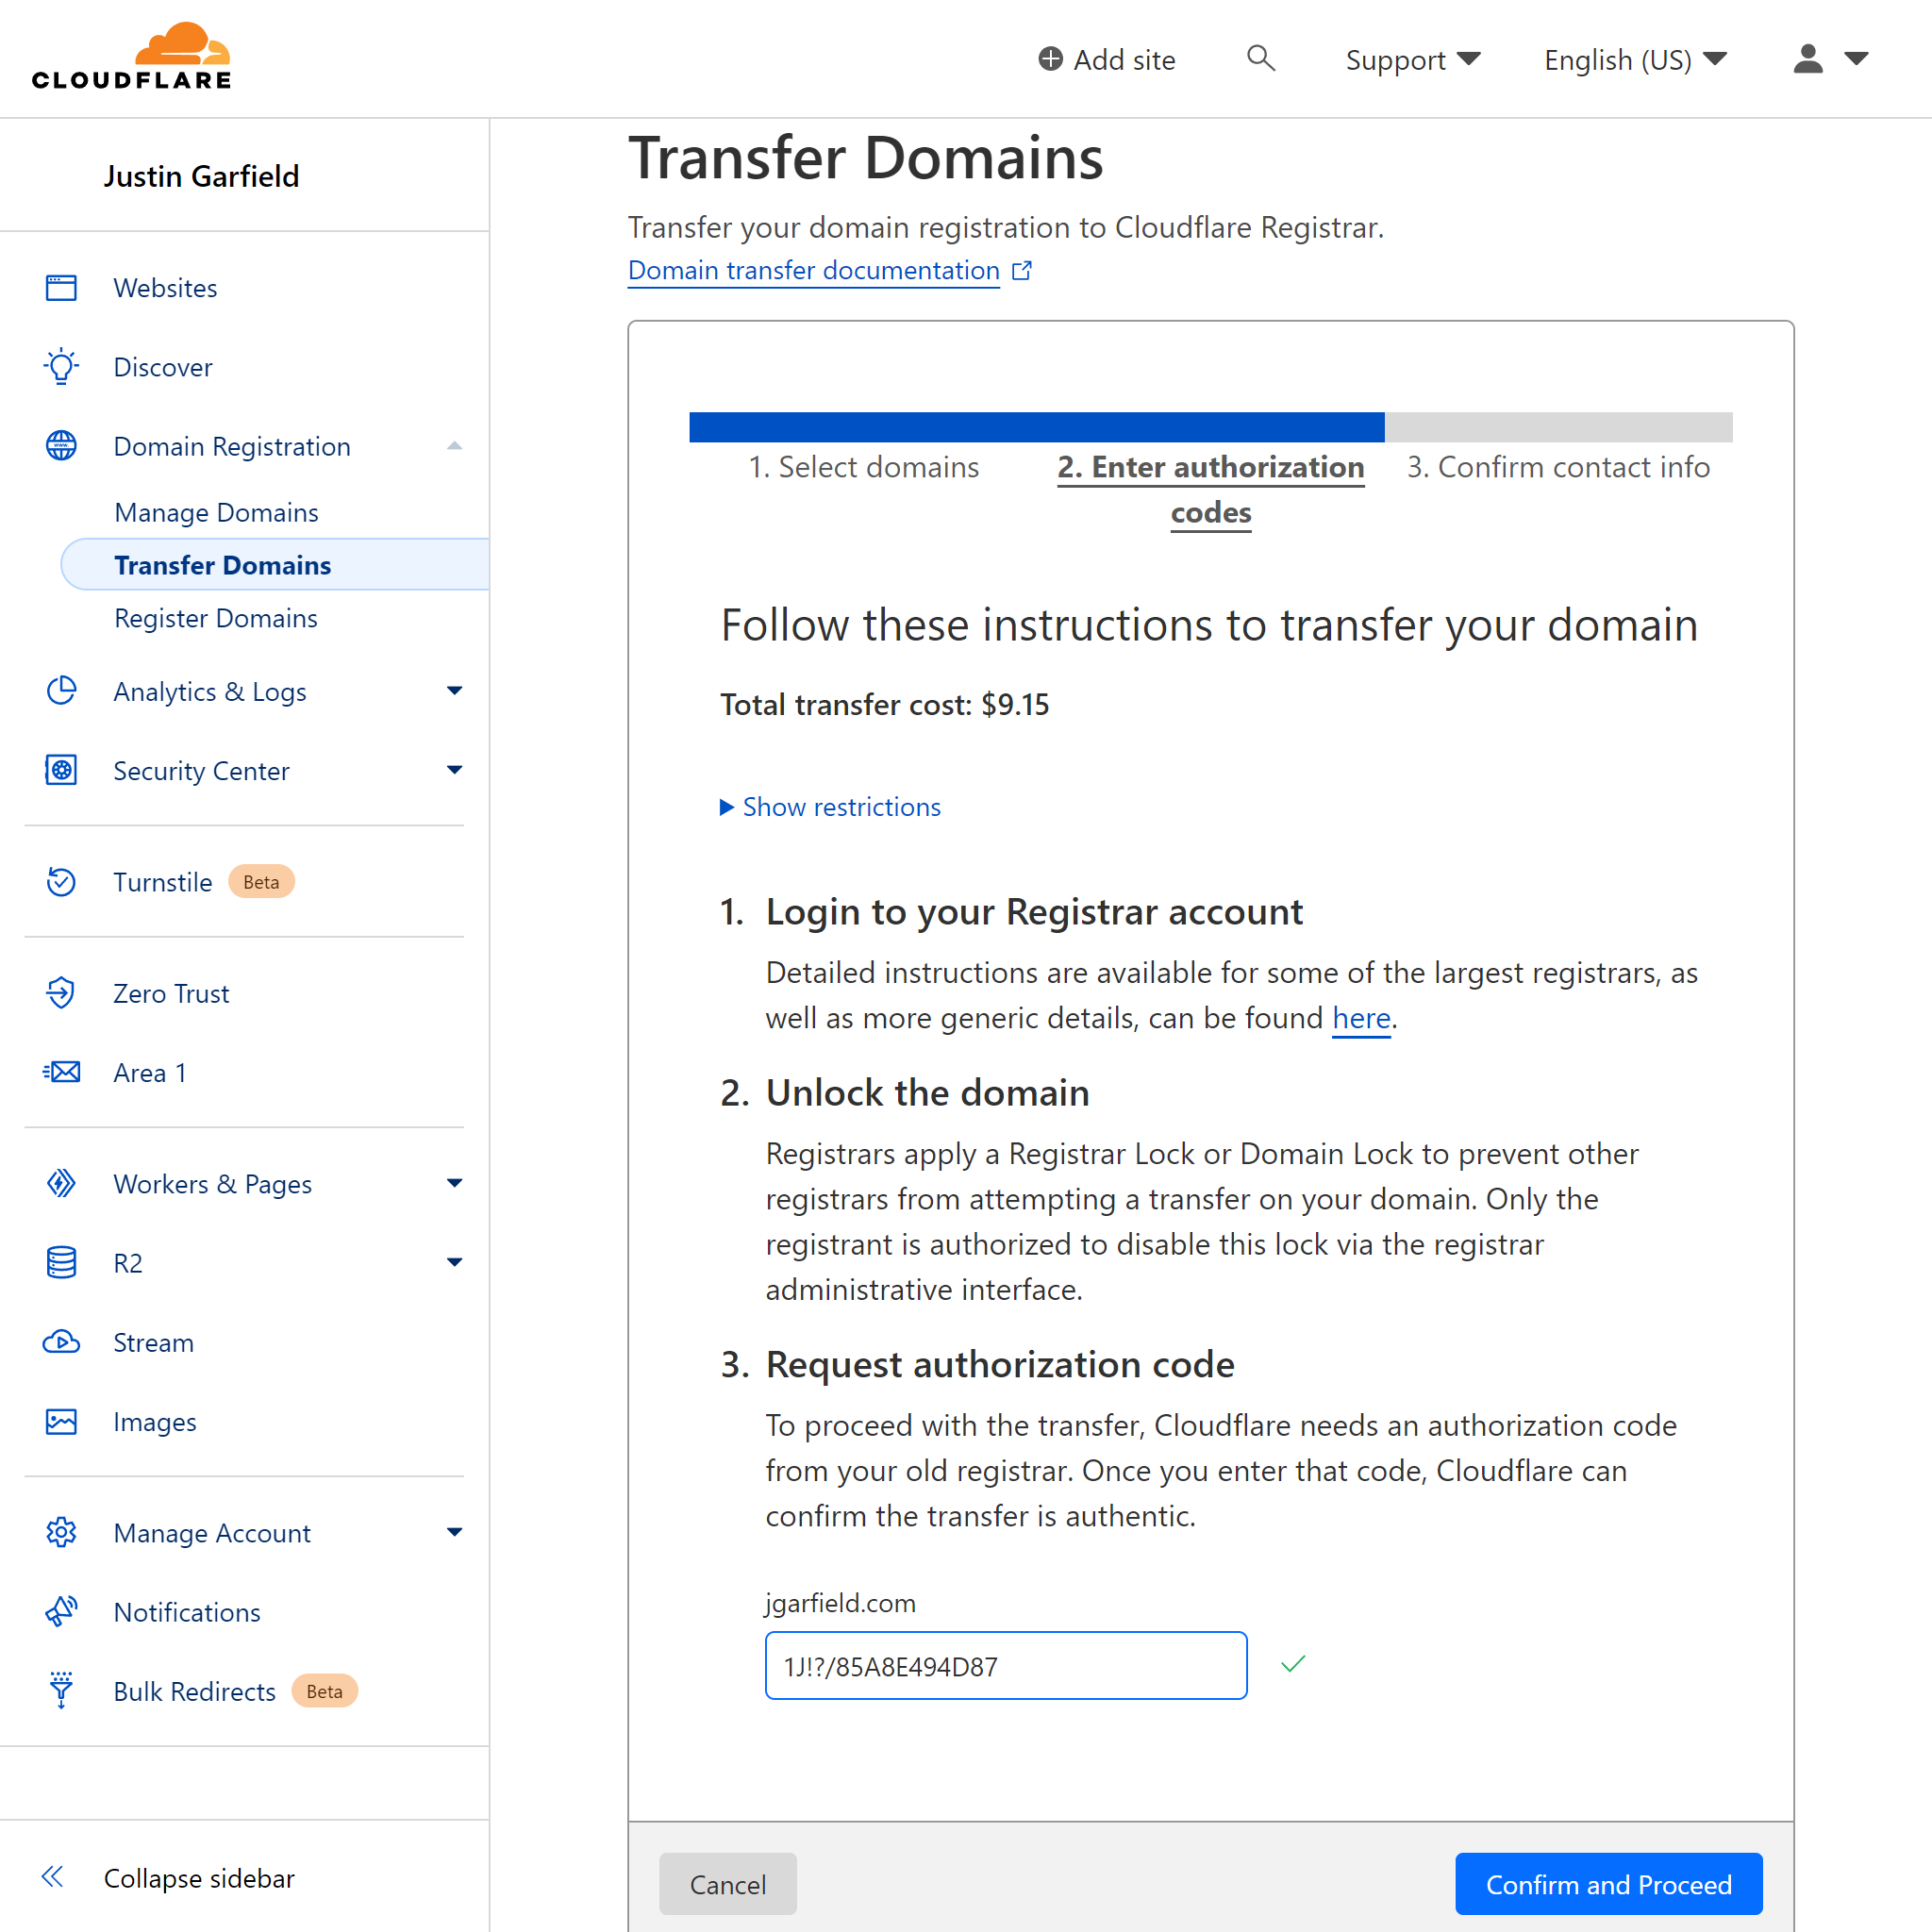 CLOUDFLARE
Add site
Support
English (US)
Justin Garfield
Websites
Discover
Domain Registration
Manage Domains
Transfer Domains
Register Domains
Analytics & Logs
Security Center
Turnstile Beta
Zero Trust
Area 1
Workers & Pages
R2
Stream
Images
Manage Account
Notifications
Bulk Redirects Beta
Collapse sidebar
Transfer Domains
Transfer your domain registration to Cloudflare Registrar.
Domain transfer documentation
1. Select domains
2. Enter authorization
codes
3. Confirm contact info
Follow these instructions to transfer your domain
Total transfer cost: $9.15
Show restrictions
1. Login to your Registrar account
Detailed instructions are available for some of the largest registrars, as
well as more generic details, can be found here.
2. Unlock the domain
Registrars apply a Registrar Lock or Domain Lock to prevent other
registrars from attempting a transfer on your domain. Only the
registrant is authorized to disable this lock via the registrar
administrative interface.
3. Request authorization code
To proceed with the transfer, Cloudflare needs an authorization code
from your old registrar. Once you enter that code, Cloudflare can
confirm the transfer is authentic.
jgarfield.com
1J!?/85A8E494D87
Cancel
Confirm and Proceed